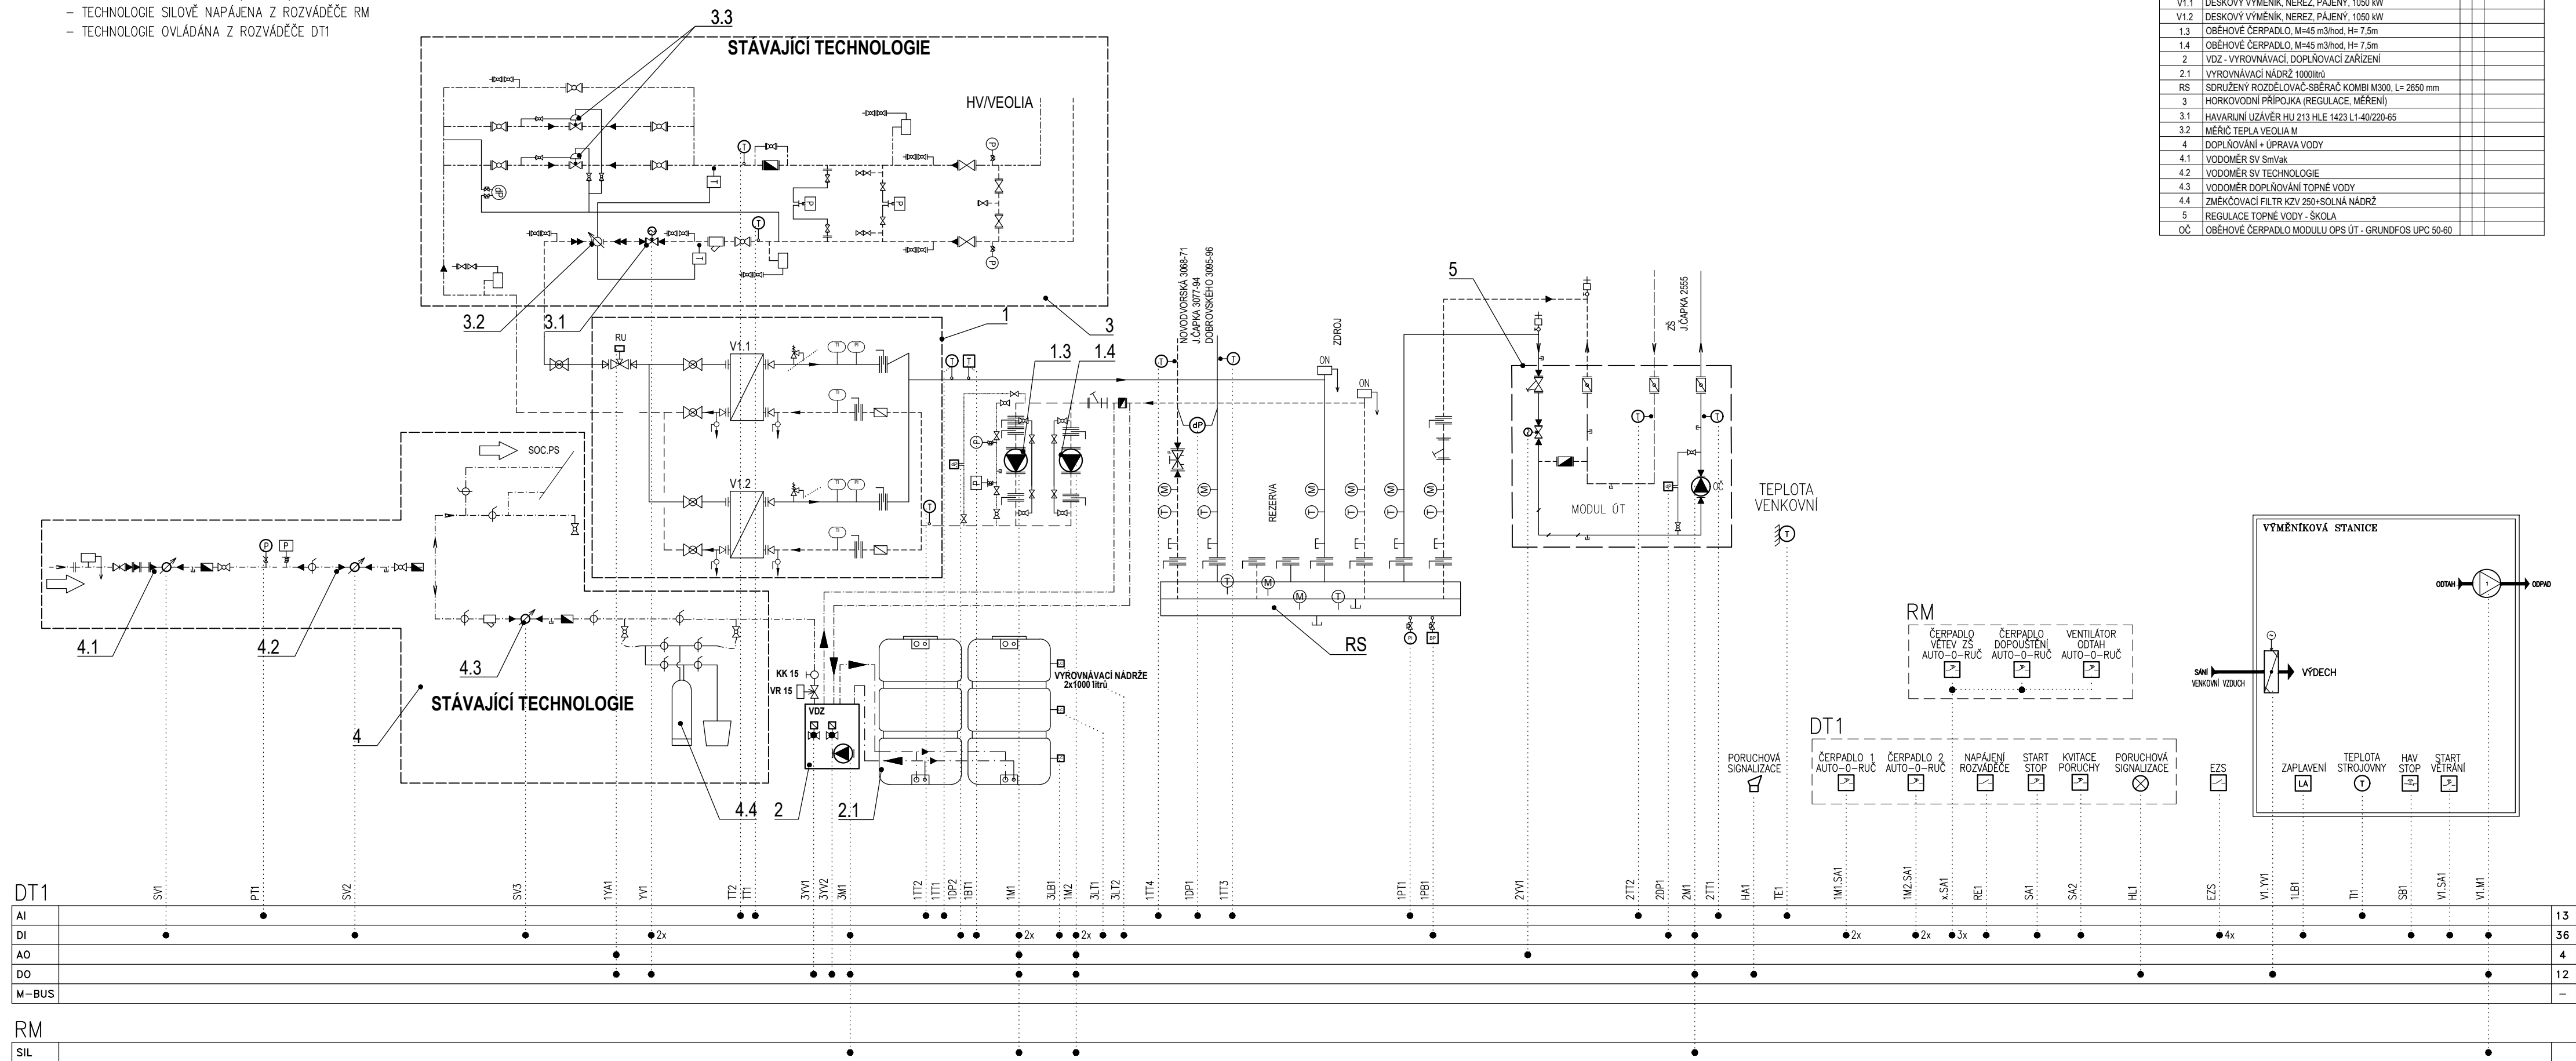 – TECHNOLOGIE SILOVĚ NAPÁJENA Z ROZVÁDĚČE RM
– TECHNOLOGIE OVLÁDÁNA Z ROZVÁDĚČE DT1
V1.1 DESKOVÝ VÝMĚNÍK, NEREZ, PÁJENÝ, 1050 kW
V1.2 DESKOVÝ VÝMĚNÍK, NEREZ, PÁJENÝ, 1050 kW
1.3 OBĚHOVÉ ČERPADLO, M=45 m3/hod, H= 7,5m
1.4 OBĚHOVÉ ČERPADLO, M=45 m3/hod, H= 7,5m
2 VDZ - VYROVNÁVACÍ, DOPLŇOVACÍ ZAŘÍZENÍ
2.1 VYROVNÁVACÍ NÁDRŽ 1000litrů
RS SDRUŽENÝ ROZDĚLOVAČ-SBĚRAČ KOMBI M300, L= 2650 mm
3 HORKOVODNÍ PŘÍPOJKA (REGULACE, MĚŘENÍ)
3.1 HAVARIJNÍ UZÁVĚR HU 213 HLE 1423 L1-40/220-65
3.2 MĚŘIČ TEPLA VEOLIA M
4 DOPLŇOVÁNÍ + ÚPRAVA VODY
4.1 VODOMĚR SV SmVak
4.2 VODOMĚR SV TECHNOLOGIE
4.3 VODOMĚR DOPLŇOVÁNÍ TOPNÉ VODY
4.4 ZMĚKČOVACÍ FILTR KZV 250+SOLNÁ NÁDRŽ
5 REGULACE TOPNÉ VODY - ŠKOLA
OČ OBĚHOVÉ ČERPADLO MODULU OPS ÚT - GRUNDFOS UPC 50-60
3.3
STÁVAJÍCÍ TECHNOLOGIE
HV/VEOLIA
3.2
3.1
3
1
RU
V1.1
V1.2
1.3
1.4
NOVODVORSKÁ 3068-71
J.ČAPKA 3077-94
DOBROVSKÉHO 3095-96
ZDROJ
ON
ON
dP
REZERVA
RS
5
ZŠ
J.ČAPKA 2555
MODUL ÚT
OČ
TEPLOTA
VENKOVNÍ
SOC.PS
4.1
4.2
4.3
4
STÁVAJÍCÍ TECHNOLOGIE
4.4
2
2.1
KK 15
VR 15
VDZ
VYROVNÁVACÍ NÁDRŽE
2x1000 litrů
VÝMĚNÍKOVÁ STANICE
ODTAH
ODPAD
SÁNÍ
VENKOVNÍ VZDUCH
VÝDECH
RM
ČERPADLO
VĚTEV ZŠ
AUTO-0-RUČ
ČERPADLO
DOPOUŠTĚNÍ
AUTO-0-RUČ
VENTILÁTOR
ODTAH
AUTO-0-RUČ
DT1
PORUCHOVÁ
SIGNALIZACE
ČERPADLO 1
AUTO-0-RUČ
ČERPADLO 2
AUTO-0-RUČ
NAPÁJENÍ
ROZVÁDĚČE
START
STOP
KVITACE
PORUCHY
PORUCHOVÁ
SIGNALIZACE
EZS
ZAPLAVENÍ
LA
TEPLOTA
STROJOVNY
T
HAV
STOP
START
VĚTRÁNÍ
DT1
SV1
PT1
SV2
SV3
1YA1
YV1
TT2
TT1
3YV1
3YV2
3M1
1TT2
1TT1
1DP2
1BT1
1M1
3LB1
1M2
3LT1
3LT2
1TT4
1DP1
1TT3
1PT1
1PB1
2YV1
2TT2
2DP1
2M1
2TT1
HA1
TE1
1M1.SA1
1M2.SA1
x.SA1
RE1
SA1
SA2
HL1
EZS
V1.YV1
1LB1
TI1
SB1
V1.SA1
V1.M1
AI 13
DI 2x 2x 2x 2x 2x 3x 4x 36
AO 4
DO 12
M-BUS –
RM
SIL